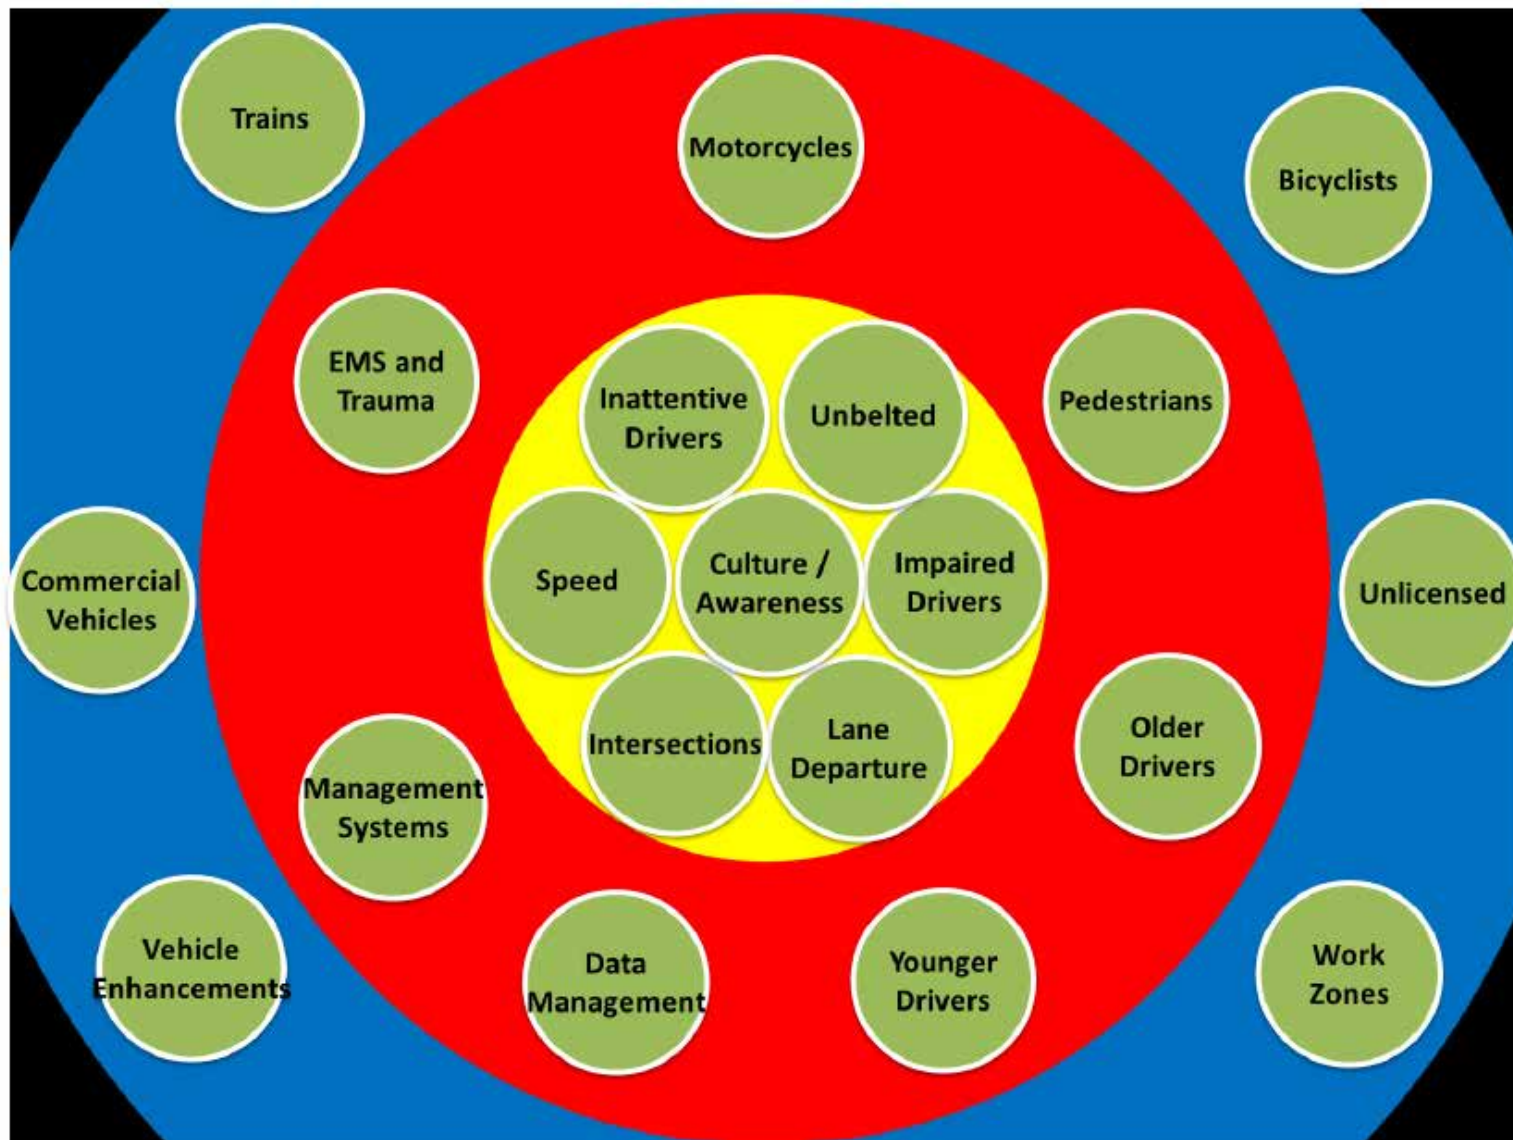 Trains
Motorcycles
Bicyclists
EMS and
Trauma
Inattentive
Drivers
Unbelted
Pedestrians
Commercial
Vehicles
Speed
Culture /
Awareness
Impaired
Drivers
Unlicensed
Management
Systems
Intersections
Lane
Departure
Older
Drivers
Vehicle
Enhancements
Data
Management
Younger
Drivers
Work
Zones